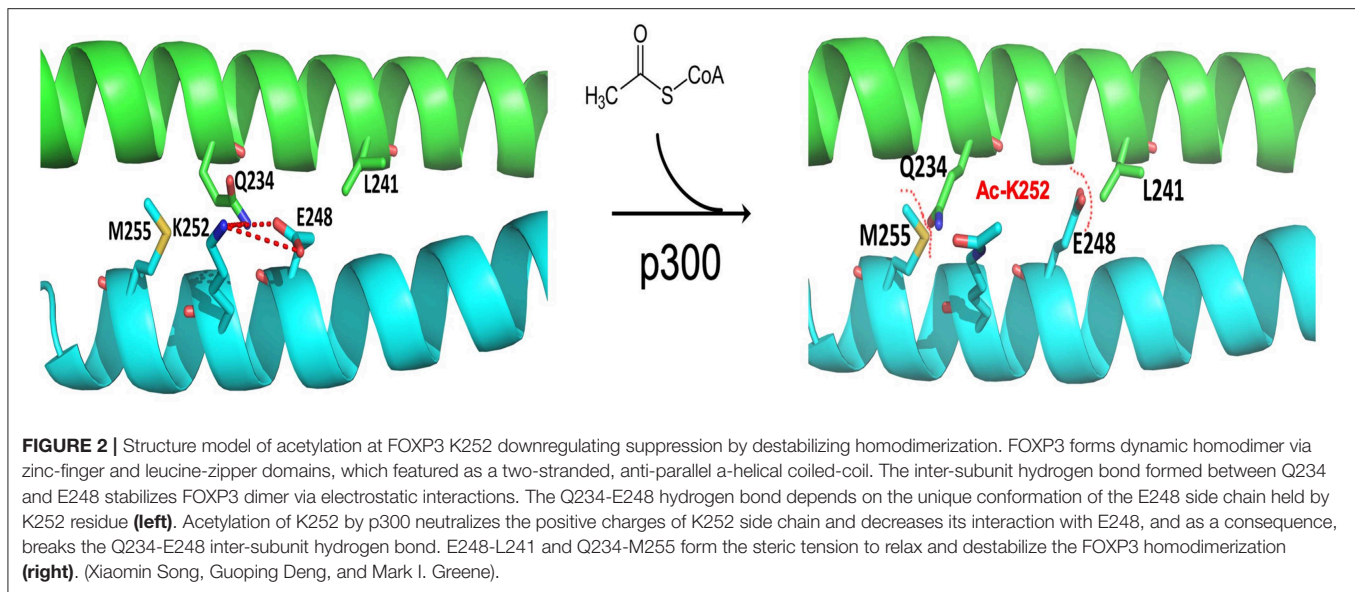 Q234
L241
E248
M255
K252
O
H3C
S
CoA
p300
Q234
Ac-K252
L241
M255
E248
FIGURE 2 | Structure model of acetylation at FOXP3 K252 downregulating suppression by destabilizing homodimerization. FOXP3 forms dynamic homodimer via
zinc-finger and leucine-zipper domains, which featured as a two-stranded, anti-parallel a-helical coiled-coil. The inter-subunit hydrogen bond formed between Q234
and E248 stabilizes FOXP3 dimer via electrostatic interactions. The Q234-E248 hydrogen bond depends on the unique conformation of the E248 side chain held by
K252 residue (left). Acetylation of K252 by p300 neutralizes the positive charges of K252 side chain and decreases its interaction with E248, and as a consequence,
breaks the Q234-E248 inter-subunit hydrogen bond. E248-L241 and Q234-M255 form the steric tension to relax and destabilize the FOXP3 homodimerization
(right). (Xiaomin Song, Guoping Deng, and Mark I. Greene).